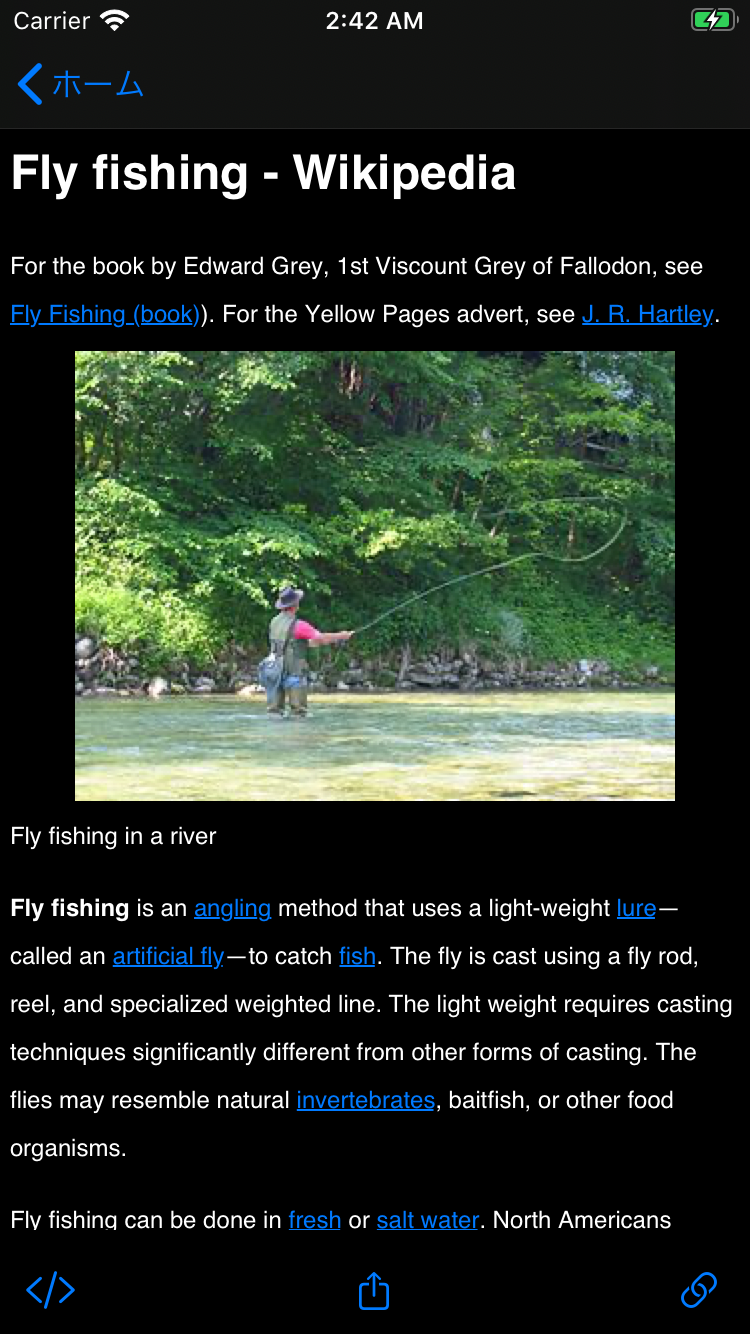 Carrier 2:42 AM
ホーム
Fly fishing - Wikipedia
For the book by Edward Grey, 1st Viscount Grey of Fallodon, see
Fly Fishing (book)). For the Yellow Pages advert, see J. R. Hartley.
Fly fishing in a river
Fly fishing is an angling method that uses a light-weight lure—
called an artificial fly—to catch fish. The fly is cast using a fly rod,
reel, and specialized weighted line. The light weight requires casting
techniques significantly different from other forms of casting. The
flies may resemble natural invertebrates, baitfish, or other food
organisms.
Fly fishing can be done in fresh or salt water. North Americans